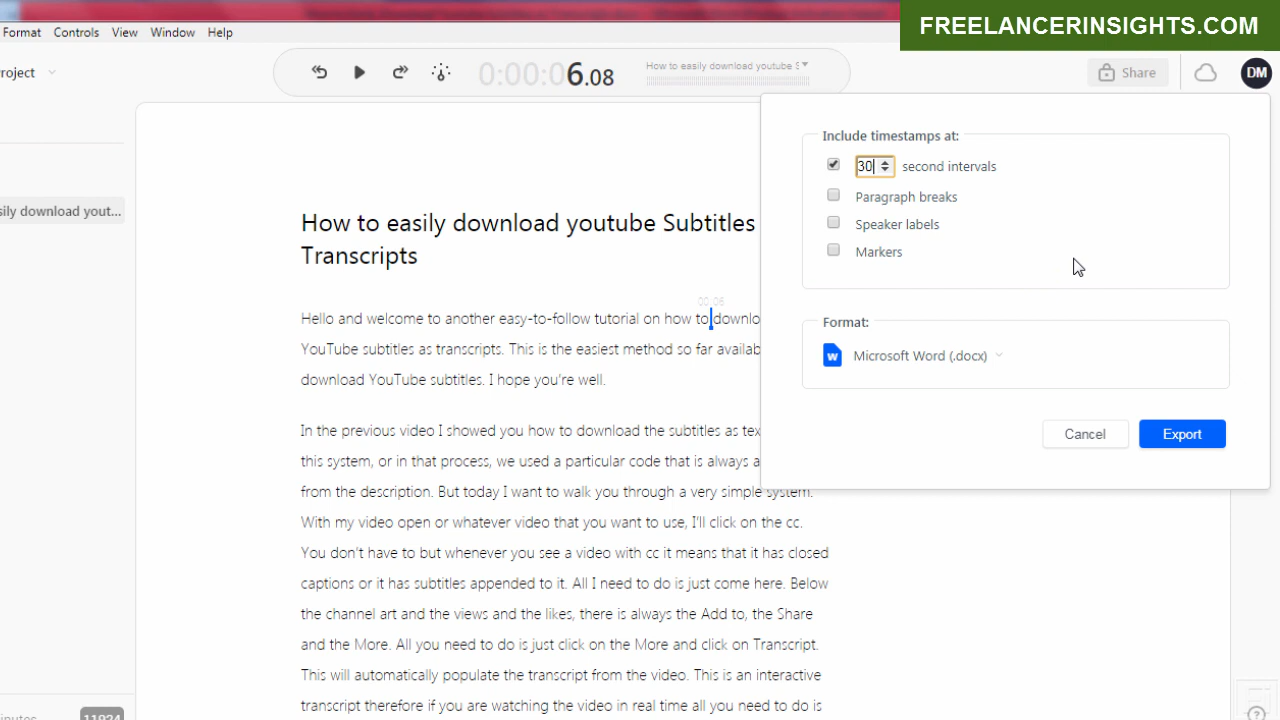 FREELANCERINSIGHTS.COM
Format Controls View Window Help
roject
0:00:06.08
How to easily download youtube S
Share
DM
Include timestamps at:
30 second intervals
Paragraph breaks
Speaker labels
Markers
Format:
w Microsoft Word (.docx)
Cancel Export
sily download yout...
How to easily download youtube Subtitles
Transcripts
00:06
Hello and welcome to another easy-to-follow tutorial on how to downlo
YouTube subtitles as transcripts. This is the easiest method so far availab
download YouTube subtitles. I hope you're well.
In the previous video I showed you how to download the subtitles as tex
this system, or in that process, we used a particular code that is always a
from the description. But today I want to walk you through a very simple system.
With my video open or whatever video that you want to use, I'll click on the cc.
You don't have to but whenever you see a video with cc it means that it has closed
captions or it has subtitles appended to it. All I need to do is just come here. Below
the channel art and the views and the likes, there is always the Add to, the Share
and the More. All you need to do is just click on the More and click on Transcript.
This will automatically populate the transcript from the video. This is an interactive
transcript therefore if you are watching the video in real time all you need to do is
inutes 11924
?